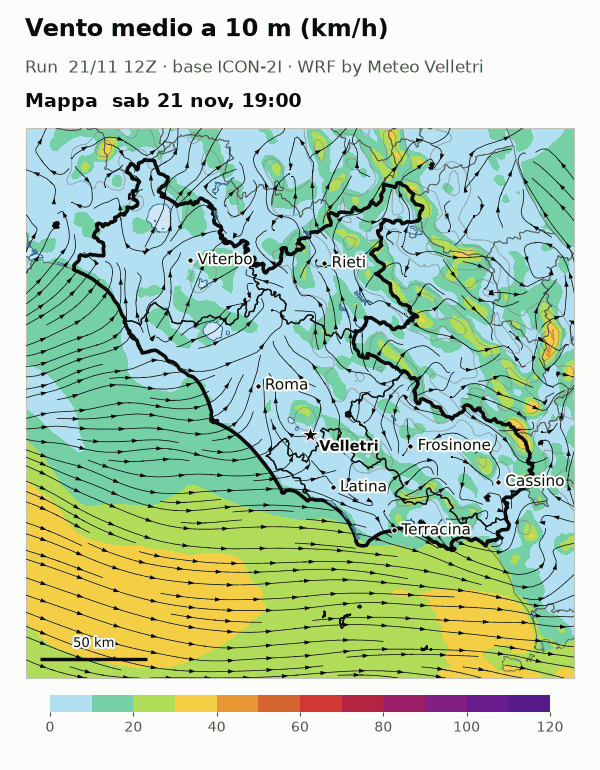 Vento medio a 10 m (km/h)
Run  21/11 12Z · base ICON-2I · WRF by Meteo Velletri
Mappa  sab 21 nov, 19:00
Viterbo
Rieti
Roma
Velletri
Frosinone
Cassino
Latina
Terracina
50 km
0 20 40 60 80 100 120